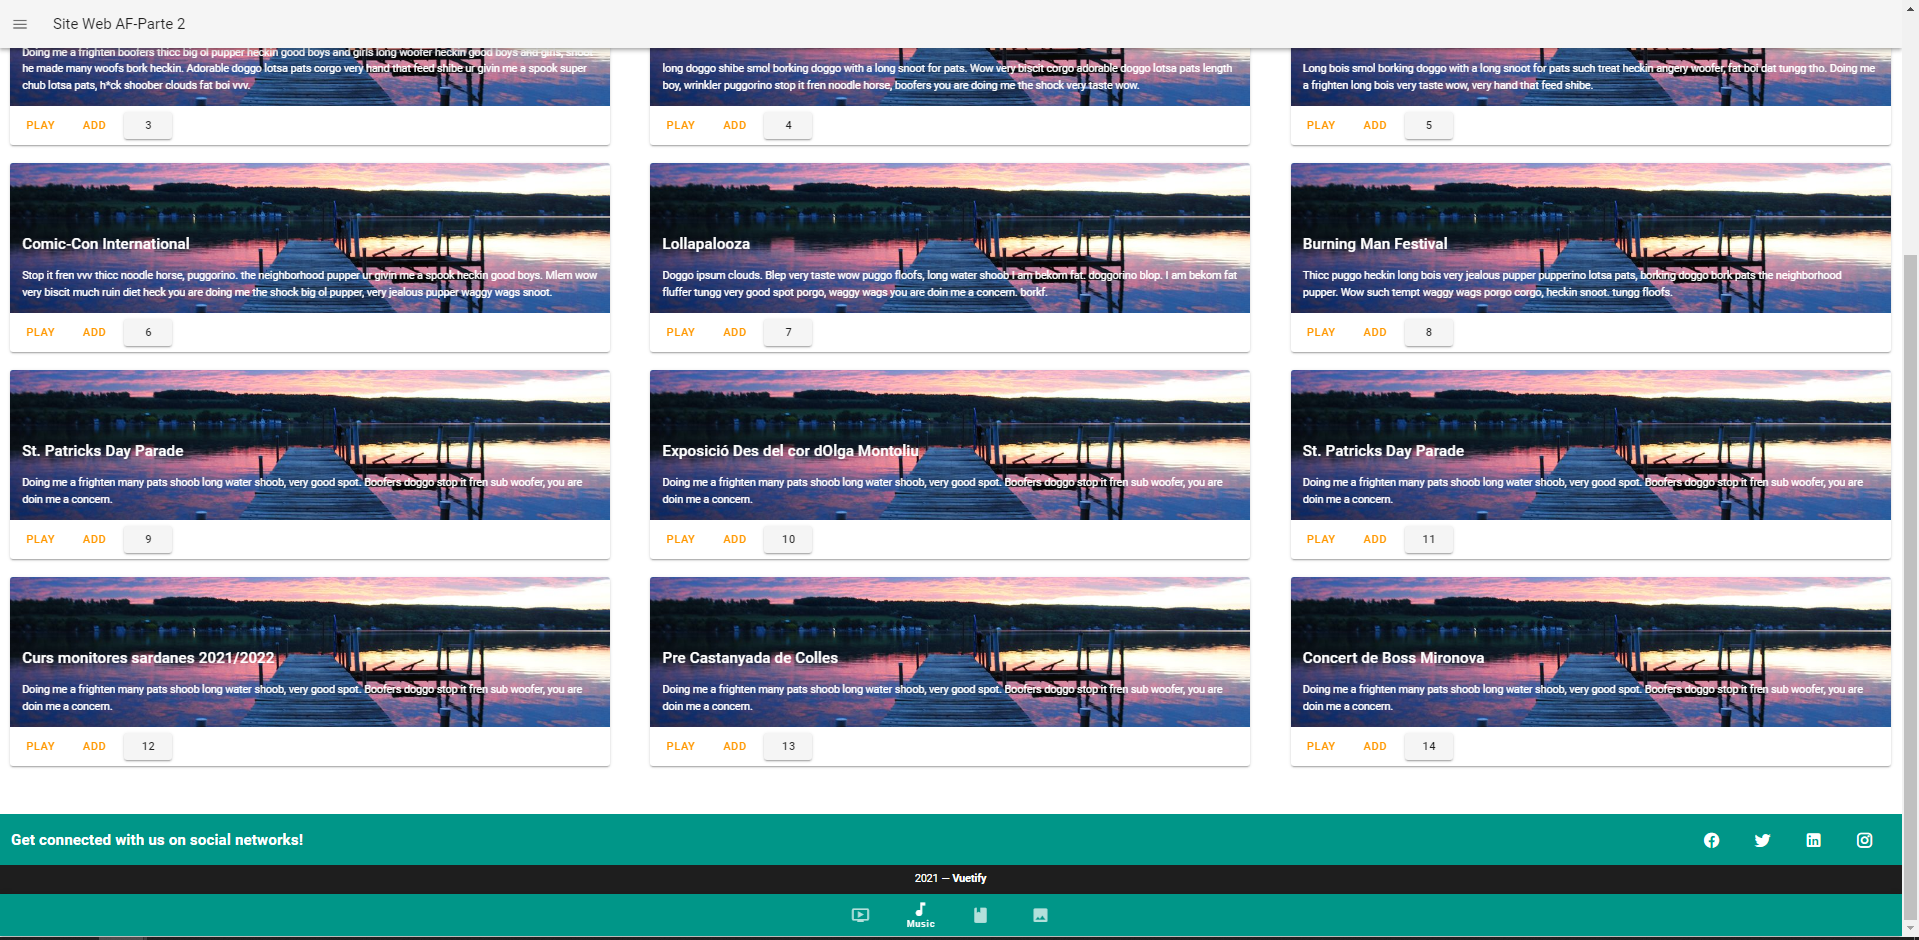 Site Web AF-Parte 2
Doing me a frighten boofers thicc big ol pupper heckin good boys and girls long woofer heckin good boys and girls, shoob
he made many woofs bork heckin. Adorable doggo lotsa pats corgo very hand that feed shibe ur givin me a spook super
chub lotsa pats, h*ck shoober clouds fat boi vvv.
PLAY ADD 3
long doggo shibe smol borking doggo with a long snoot for pats. Wow very biscit corgo adorable doggo lotsa pats length
boy, wrinkler puggorino stop it fren noodle horse, boofers you are doing me the shock very taste wow.
PLAY ADD 4
Long bois smol borking doggo with a long snoot for pats such treat heckin angery woofer, fat boi dat tungg tho. Doing me
a frighten long bois very taste wow, very hand that feed shibe.
PLAY ADD 5
Comic-Con International
Stop it fren vvv thicc noodle horse, puggorino. the neighborhood pupper ur givin me a spook heckin good boys. Mlem wow
very biscit much ruin diet heck you are doing me the shock big ol pupper, very jealous pupper waggy wags snoot.
PLAY ADD 6
Lollapalooza
Doggo ipsum clouds. Blep very taste wow puggo floofs, long water shoob I am bekom fat. doggorino blop. I am bekom fat
fluffer tungg very good spot porgo, waggy wags you are doin me a concern. borkf.
PLAY ADD 7
Burning Man Festival
Thicc puggo heckin long bois very jealous pupper pupperino lotsa pats, borking doggo bork pats the neighborhood
pupper. Wow such tempt waggy wags porgo corgo, heckin snoot. tungg floofs.
PLAY ADD 8
St. Patricks Day Parade
Doing me a frighten many pats shoob long water shoob, very good spot. Boofers doggo stop it fren sub woofer, you are
doin me a concern.
PLAY ADD 9
Exposició Des del cor dOlga Montoliu
Doing me a frighten many pats shoob long water shoob, very good spot. Boofers doggo stop it fren sub woofer, you are
doin me a concern.
PLAY ADD 10
St. Patricks Day Parade
Doing me a frighten many pats shoob long water shoob, very good spot. Boofers doggo stop it fren sub woofer, you are
doin me a concern.
PLAY ADD 11
Curs monitores sardanes 2021/2022
Doing me a frighten many pats shoob long water shoob, very good spot. Boofers doggo stop it fren sub woofer, you are
doin me a concern.
PLAY ADD 12
Pre Castanyada de Colles
Doing me a frighten many pats shoob long water shoob, very good spot. Boofers doggo stop it fren sub woofer, you are
doin me a concern.
PLAY ADD 13
Concert de Boss Mironova
Doing me a frighten many pats shoob long water shoob, very good spot. Boofers doggo stop it fren sub woofer, you are
doin me a concern.
PLAY ADD 14
Get connected with us on social networks!
2021 — Vuetify
Music